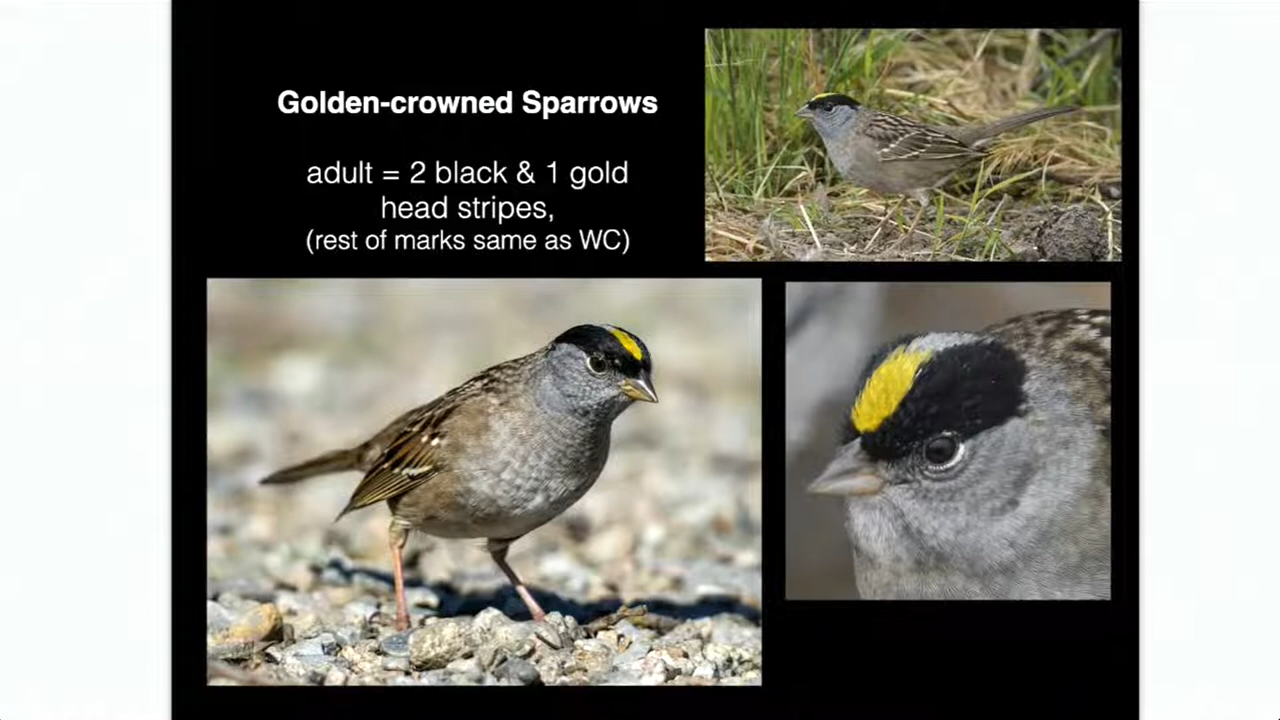 Golden-crowned Sparrows
adult = 2 black & 1 gold
head stripes,
(rest of marks same as WC)